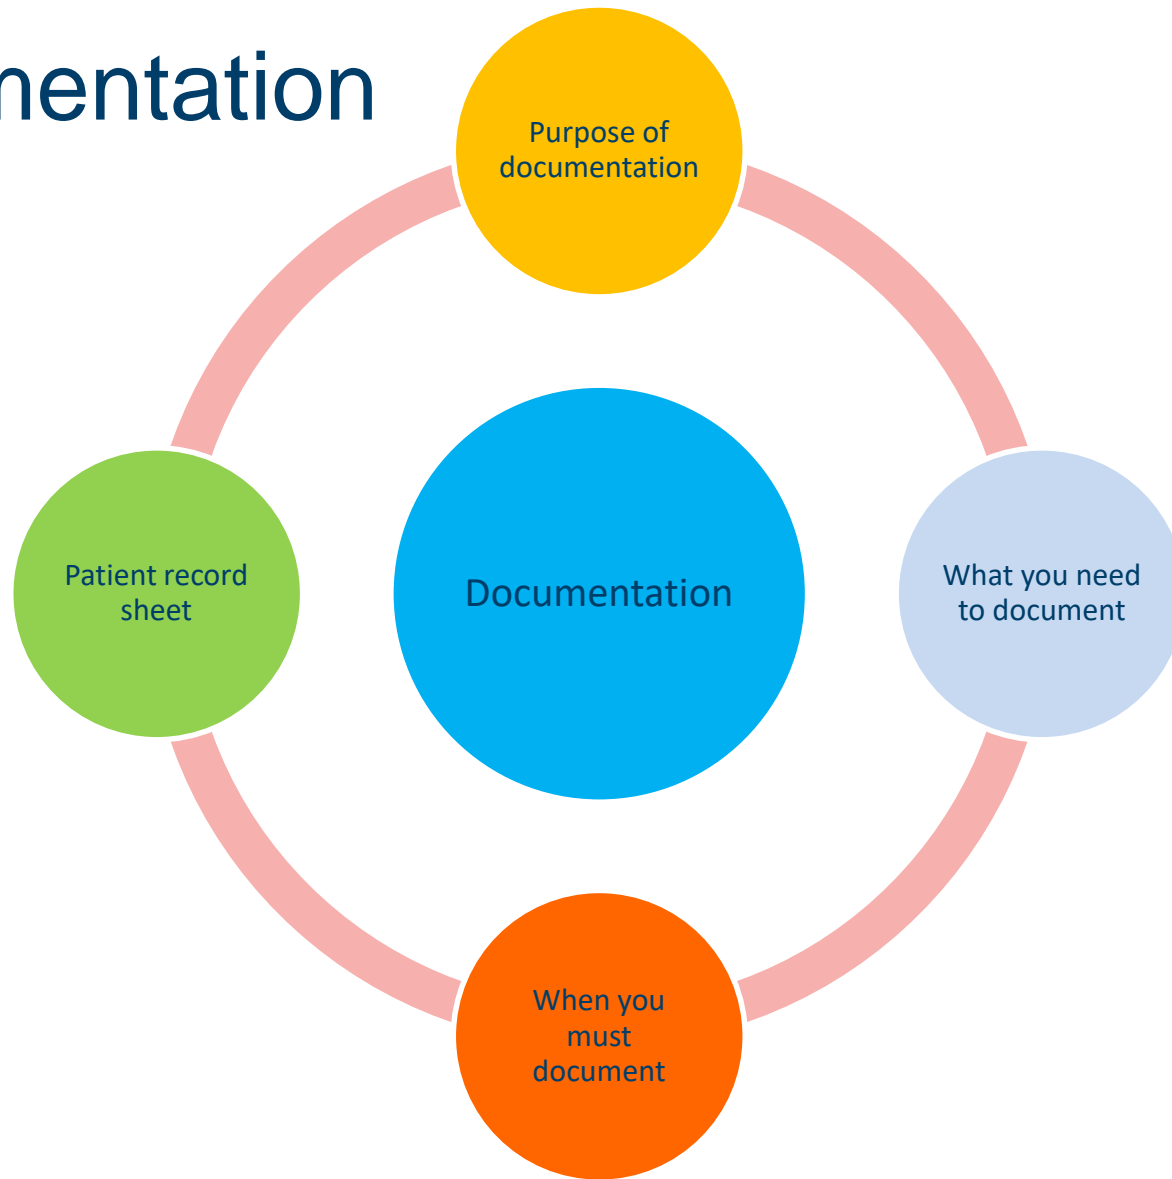 mentation
Purpose of
documentation
What you need
to document
Documentation
Patient record
sheet
When you
must
document